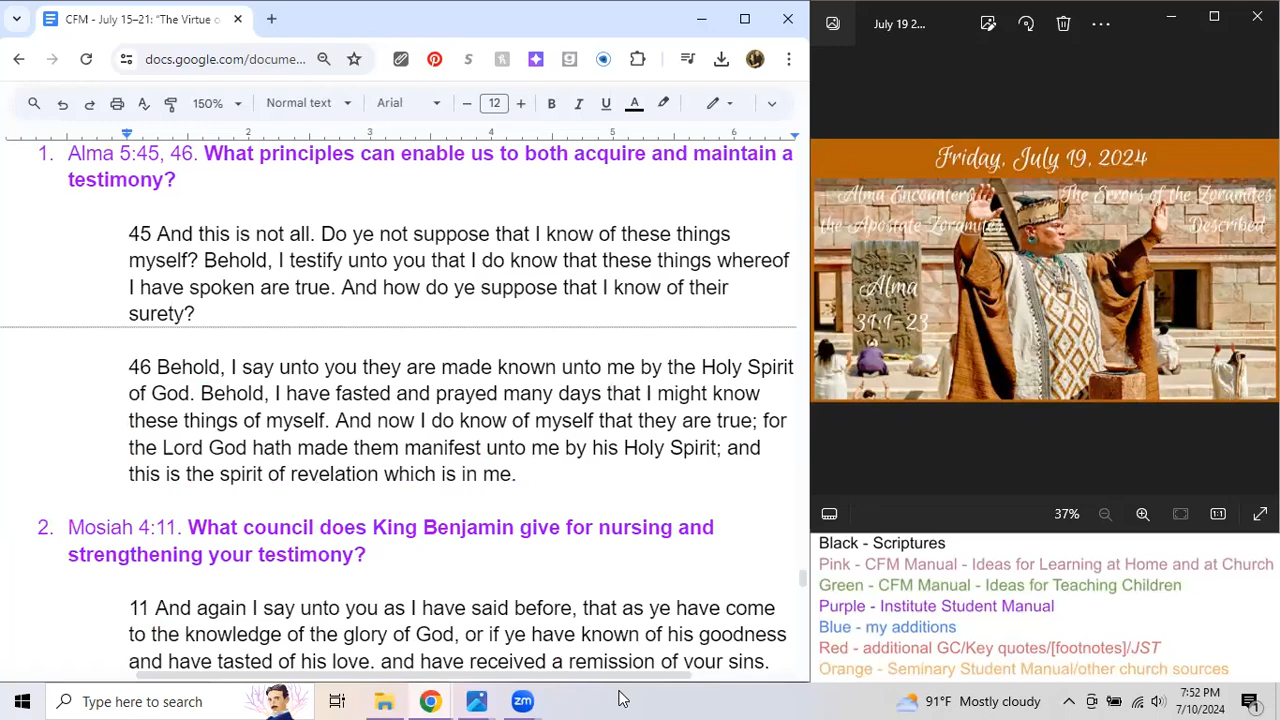 CFM - July 15–21: “The Virtue o
docs.google.com/docume...
150%
Normal text
Arial
12
2
3
4
5
6
1. Alma 5:45, 46. What principles can enable us to both acquire and maintain a
testimony?
45 And this is not all. Do ye not suppose that I know of these things
myself? Behold, I testify unto you that I do know that these things whereof
I have spoken are true. And how do ye suppose that I know of their
surety?
46 Behold, I say unto you they are made known unto me by the Holy Spirit
of God. Behold, I have fasted and prayed many days that I might know
these things of myself. And now I do know of myself that they are true; for
the Lord God hath made them manifest unto me by his Holy Spirit; and
this is the spirit of revelation which is in me.
2. Mosiah 4:11. What council does King Benjamin give for nursing and
strengthening your testimony?
11 And again I say unto you as I have said before, that as ye have come
to the knowledge of the glory of God, or if ye have known of his goodness
and have tasted of his love, and have received a remission of your sins,
July 19 2...
Friday, July 19, 2024
Alma Encounters
the Apostate Zoramites
The Errors of the Zoramites
Described
Alma
31:1-23
37%
1:1
Black - Scriptures
Pink - CFM Manual - Ideas for Learning at Home and at Church
Green - CFM Manual - Ideas for Teaching Children
Purple - Institute Student Manual
Blue - my additions
Red - additional GC/Key quotes/[footnotes]/JST
Orange - Seminary Student Manual/other church sources
Type here to search
zm
91°F Mostly cloudy
7:52 PM
7/10/2024
1